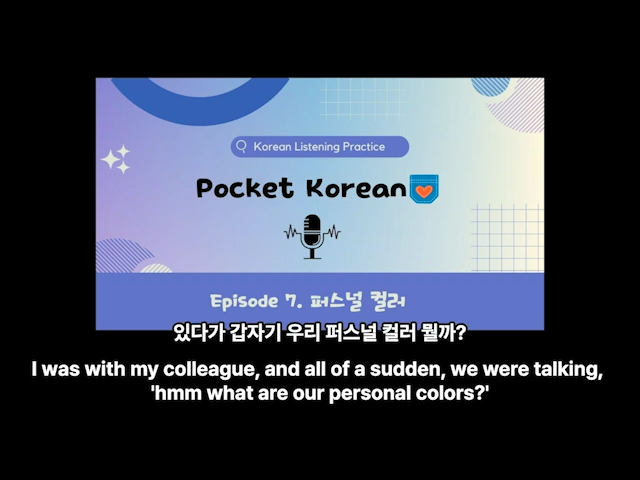 Korean Listening Practice
Pocket Korean
Episode 7. 퍼스널 컬러
있다가 갑자기 우리 퍼스널 컬러 뭘까?
I was with my colleague, and all of a sudden, we were talking,
'hmm what are our personal colors?'